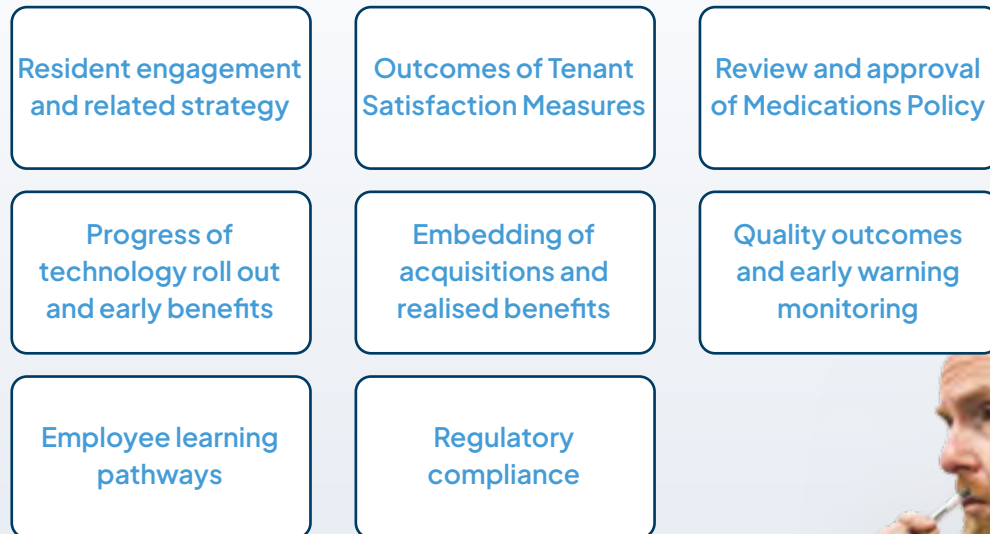 Resident engagement
and related strategy
Outcomes of Tenant
Satisfaction Measures
Review and approval
of Medications Policy
Progress of
technology roll out
and early benefits
Embedding of
acquisitions and
realised benefits
Quality outcomes
and early warning
monitoring
Employee learning
pathways
Regulatory
compliance